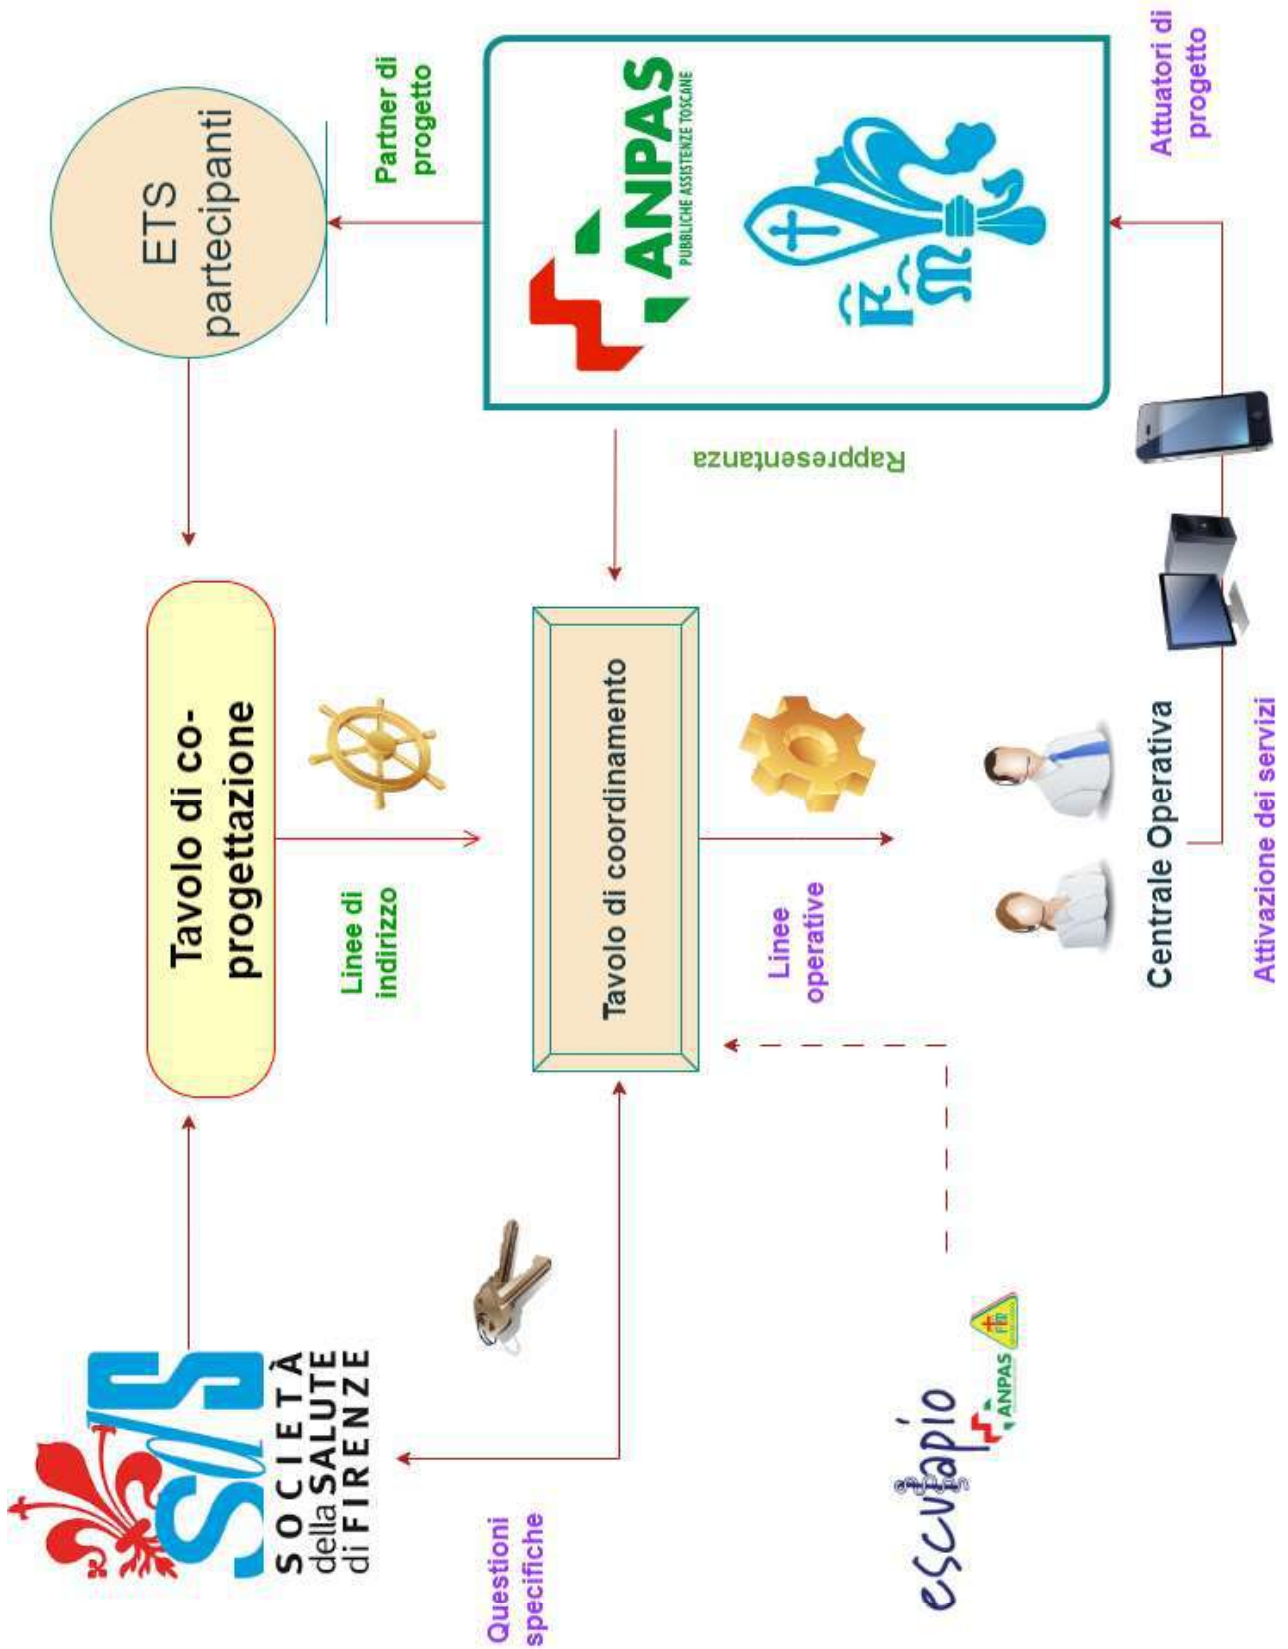 SdS
SOCIETÀ
della SALUTE
di FIRENZE
Tavolo di co-
progettazione
ETS
partecipanti
Linee di
indirizzo
Partner di
progetto
Questioni
specifiche
Tavolo di coordinamento
Rappresentanza
ANPAS
PUBBLICHE ASSISTENZE TOSCANE
Linee
operative
escvapio
ANPAS
Centrale Operativa
Attivazione dei servizi
Attuatori di
progetto